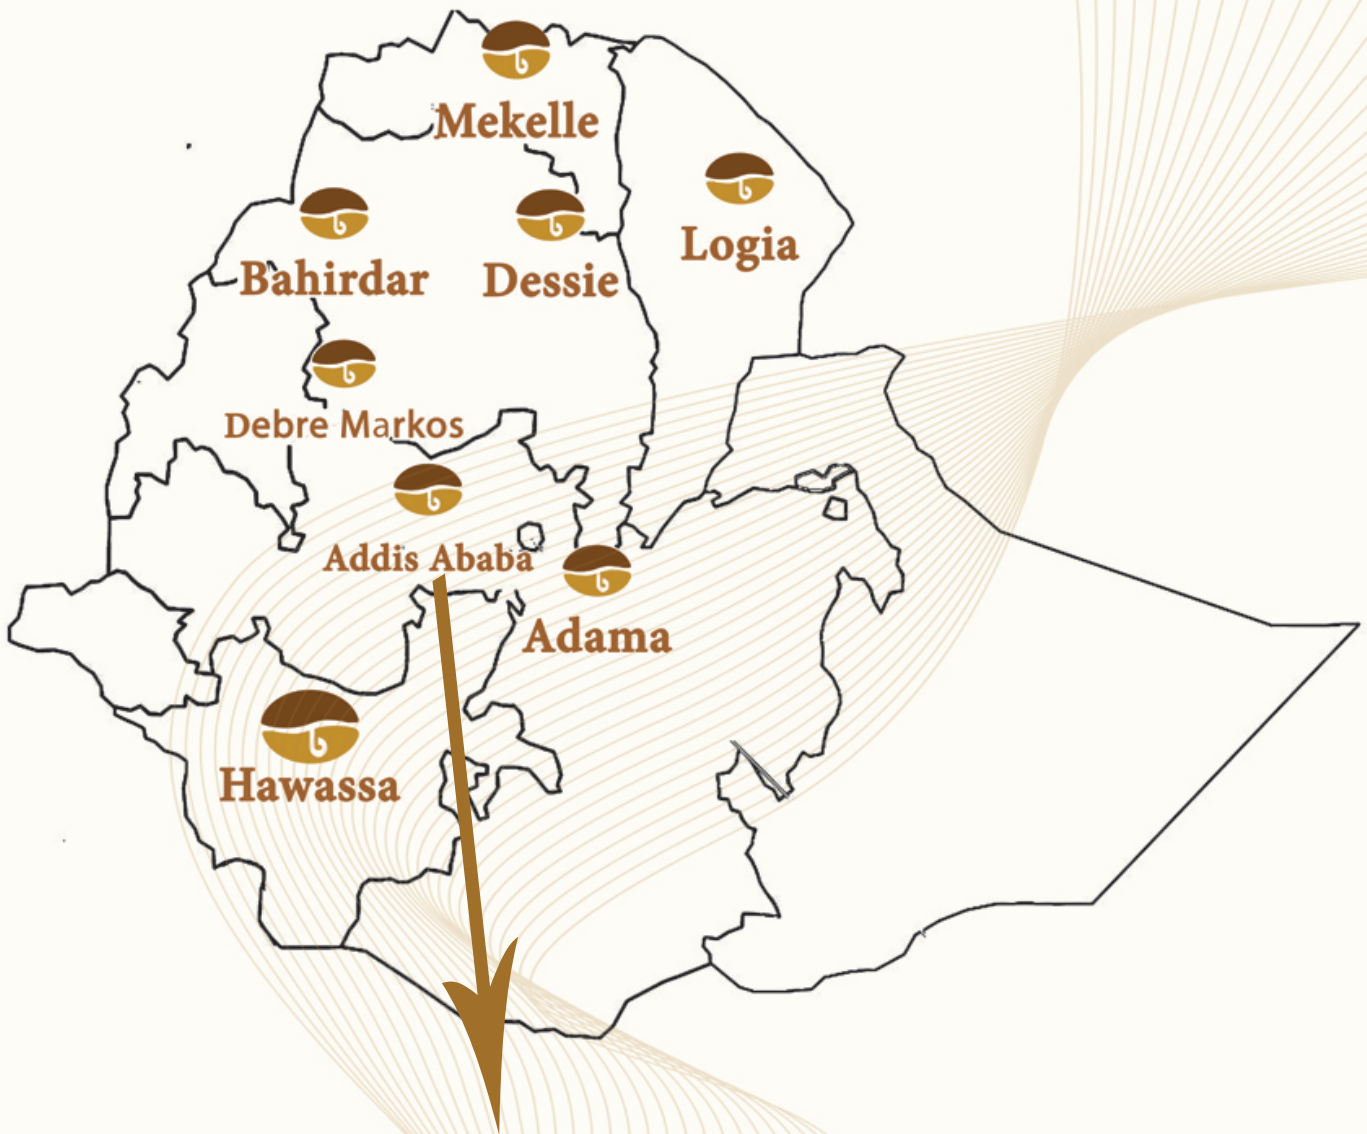 Mekelle
Logia
Bahirdar
Dessie
Debre Markos
Addis Ababa
Adama
Hawassa